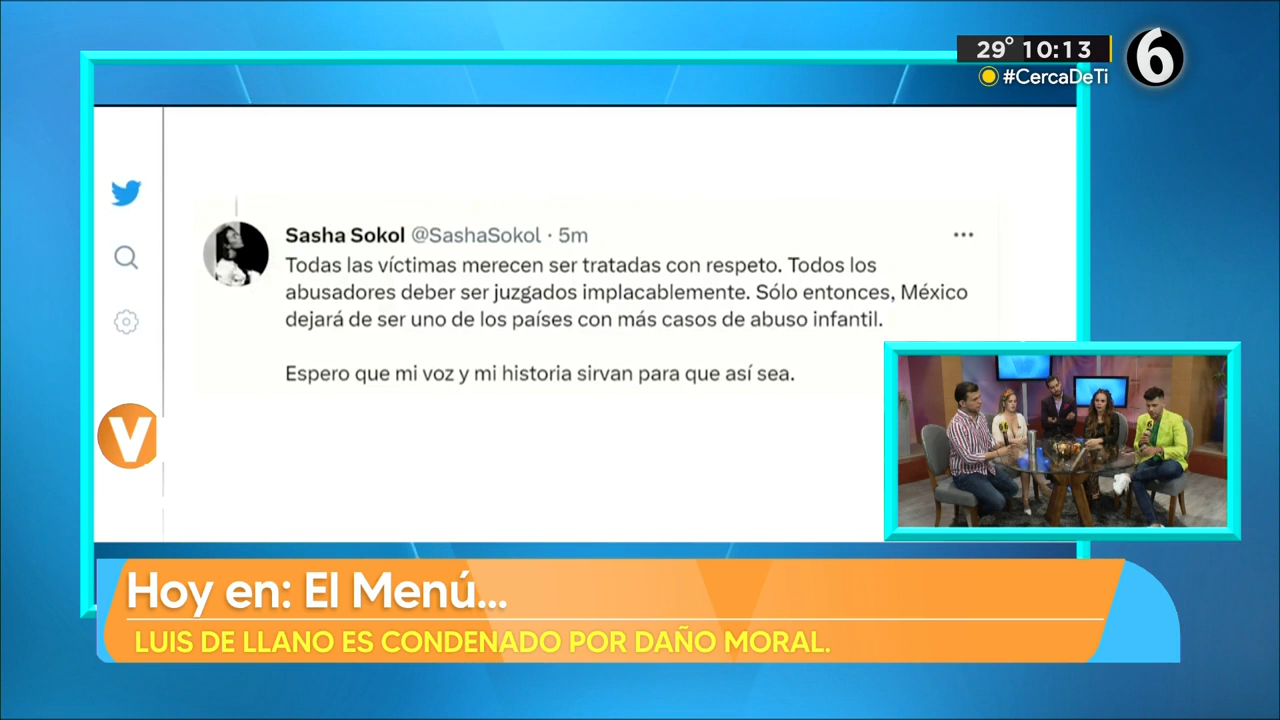 29° 10:13
6
#CercaDeTi
Sasha Sokol @SashaSokol · 5m
Todas las víctimas merecen ser tratadas con respeto. Todos los
abusadores deber ser juzgados implacablemente. Sólo entonces, México
dejará de ser uno de los países con más casos de abuso infantil.
Espero que mi voz y mi historia sirvan para que así sea.
V
Hoy en: El Menú...
LUIS DE LLANO ES CONDENADO POR DAÑO MORAL.